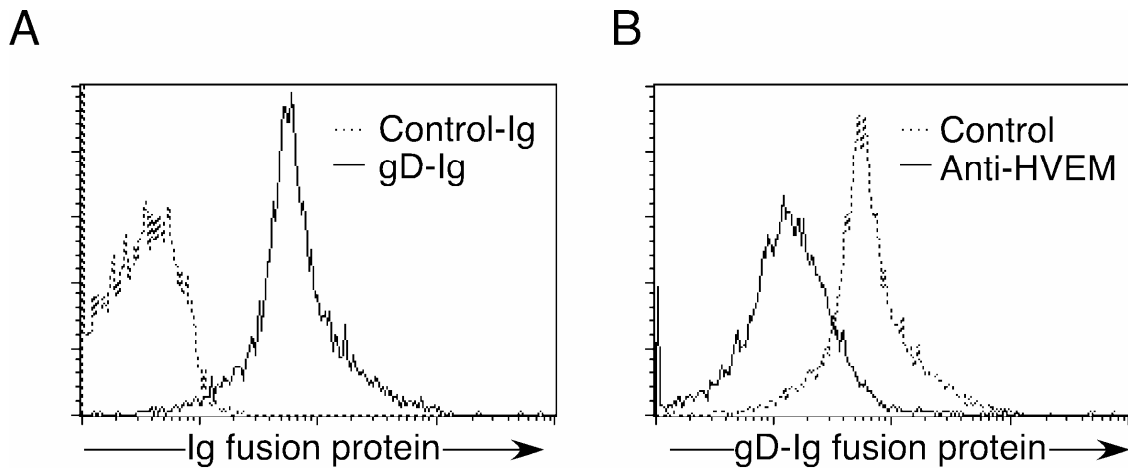 A
B
Control-Ig
gD-Ig
Control
Anti-HVEM
Ig fusion protein
gD-Ig fusion protein